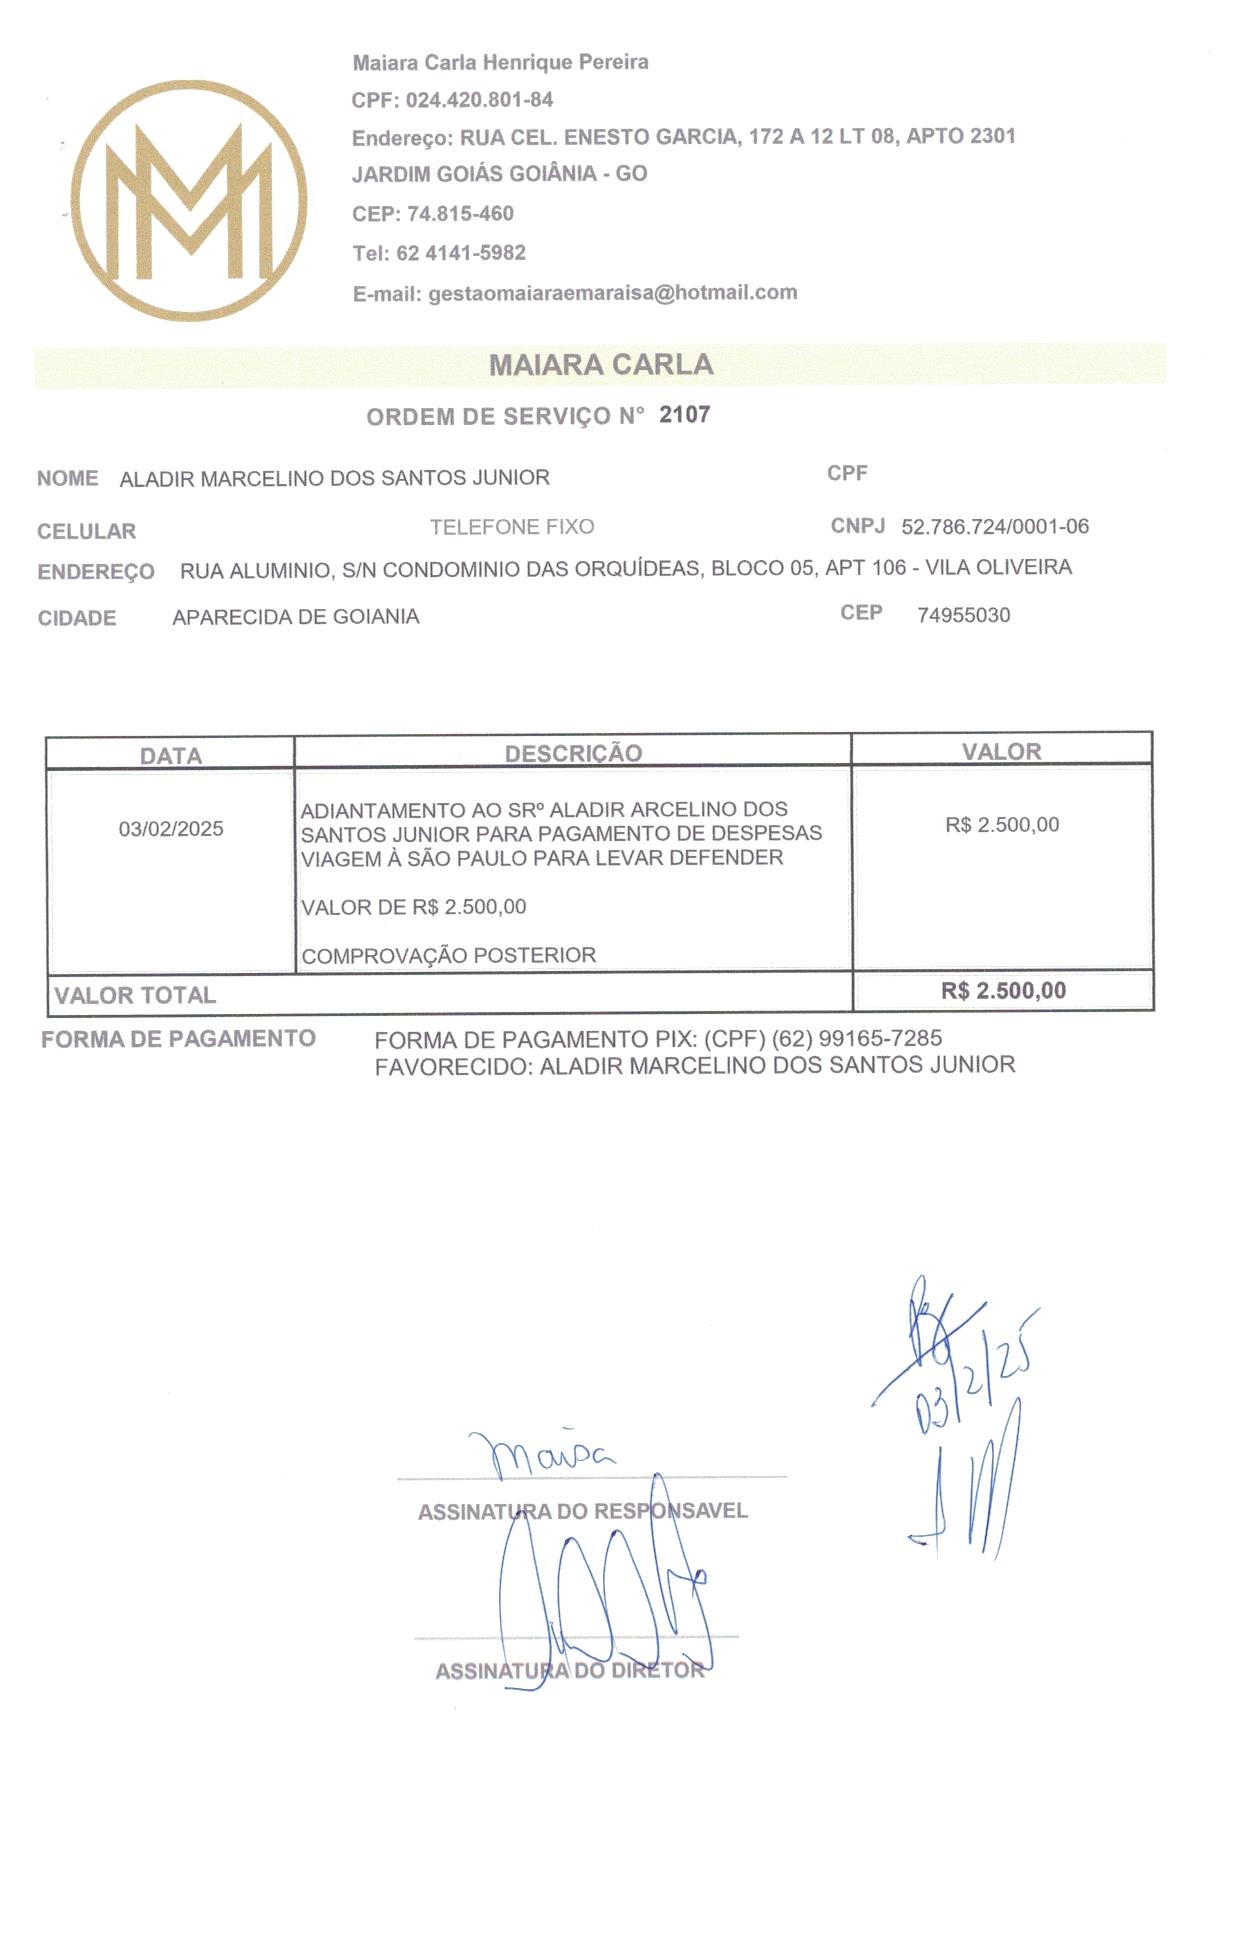 Maiara Carla Henrique Pereira
CPF: 024.420.801-84
Endereço: RUA CEL. ENESTO GARCIA, 172 A 12 LT 08, APTO 2301
JARDIM GOIÁS GOIÂNIA - GO
CEP: 74.815-460
Tel: 62 4141-5982
E-mail: gestaomaiaraemaraisa@hotmail.com
MAIARA CARLA
ORDEM DE SERVIÇO N° 2107
NOME ALADIR MARCELINO DOS SANTOS JUNIOR CPF
CELULAR TELEFONE FIXO CNPJ 52.786.724/0001-06
ENDEREÇO RUA ALUMINIO, S/N CONDOMINIO DAS ORQUÍDEAS, BLOCO 05, APT 106 - VILA OLIVEIRA
CIDADE APARECIDA DE GOIANIA CEP 74955030
DATA DESCRIÇÃO VALOR
03/02/2025 ADIANTAMENTO AO SRº ALADIR ARCELINO DOS R$ 2.500,00
SANTOS JUNIOR PARA PAGAMENTO DE DESPESAS
VIAGEM À SÃO PAULO PARA LEVAR DEFENDER
VALOR DE R$ 2.500,00
COMPROVAÇÃO POSTERIOR
VALOR TOTAL R$ 2.500,00
FORMA DE PAGAMENTO FORMA DE PAGAMENTO PIX: (CPF) (62) 99165-7285
FAVORECIDO: ALADIR MARCELINO DOS SANTOS JUNIOR
03/2/25
Maisa
ASSINATURA DO RESPONSAVEL
ASSINATURA DO DIRETOR